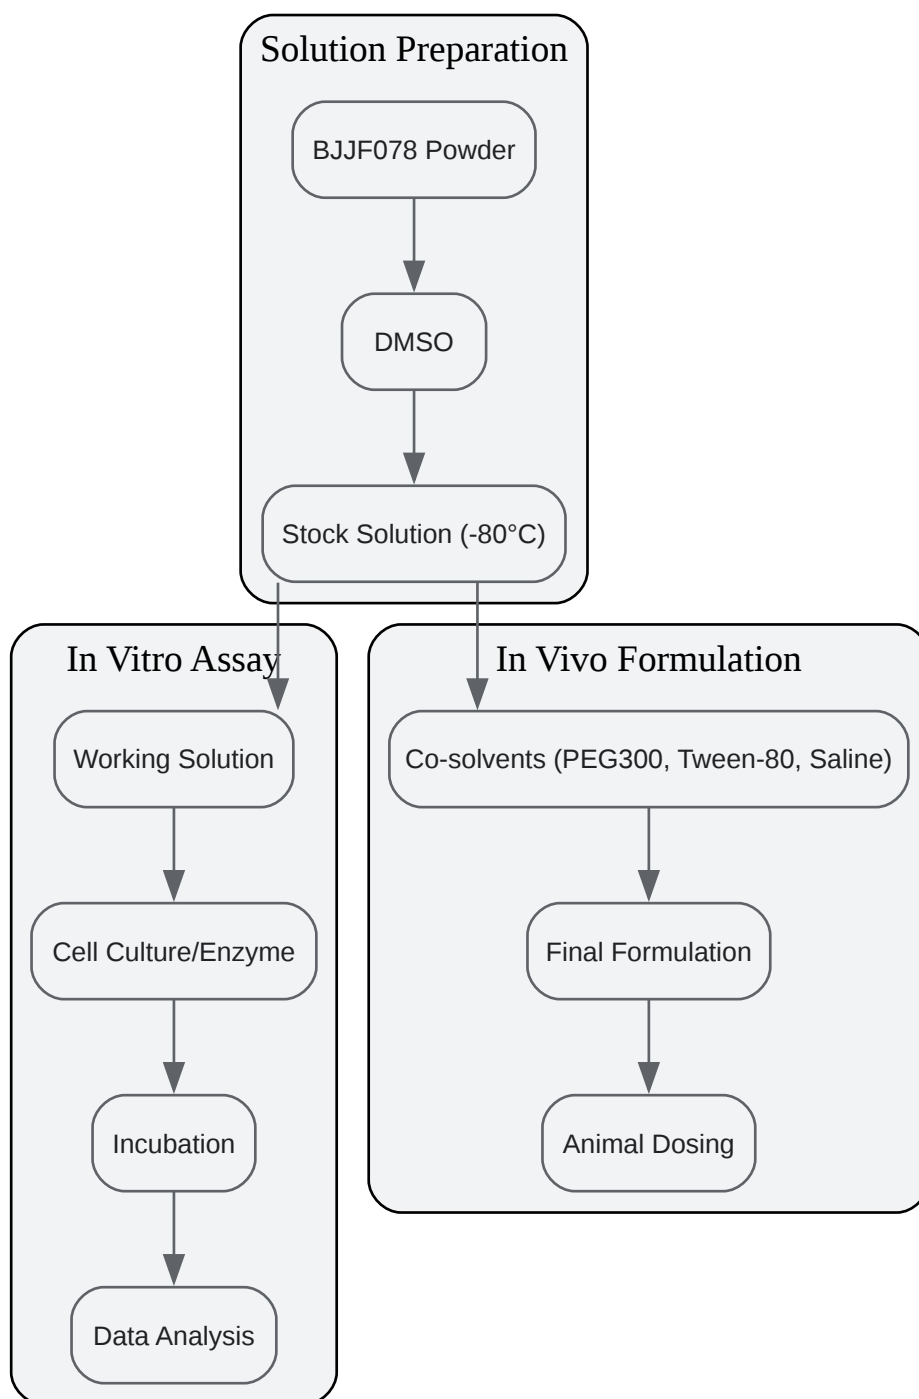 Solution Preparation
BJJF078 Powder
DMSO
Stock Solution (-80°C)
In Vitro Assay
Working Solution
Cell Culture/Enzyme
Incubation
Data Analysis
In Vivo Formulation
Co-solvents (PEG300, Tween-80, Saline)
Final Formulation
Animal Dosing